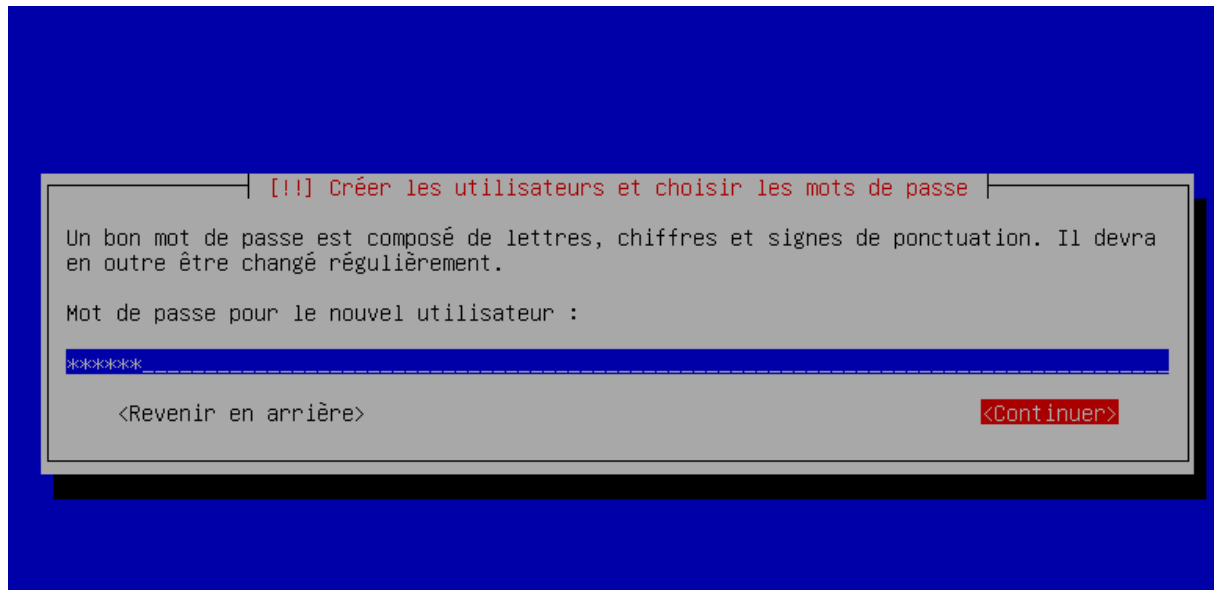 [!!] Créer les utilisateurs et choisir les mots de passe
Un bon mot de passe est composé de lettres, chiffres et signes de ponctuation. Il devra
en outre être changé régulièrement.
Mot de passe pour le nouvel utilisateur :
******
<Revenir en arrière> <Continuer>